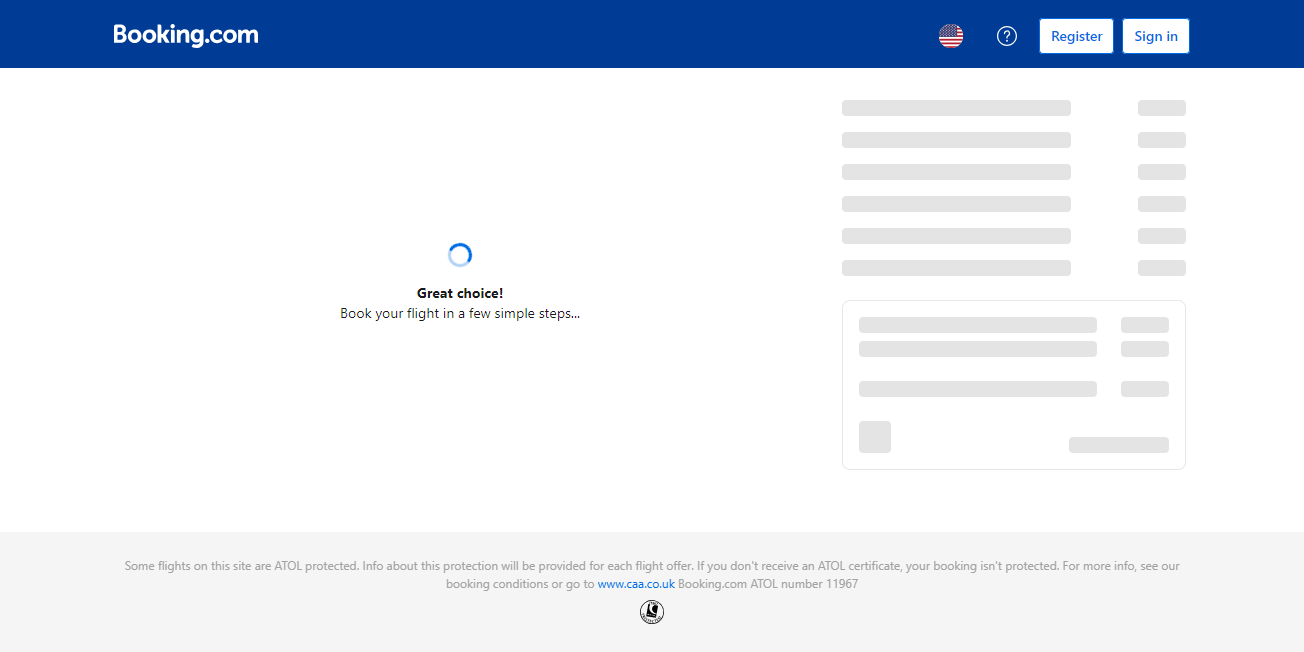 Booking.com
Register
Sign in
Great choice!
Book your flight in a few simple steps...
Some flights on this site are ATOL protected. Info about this protection will be provided for each flight offer. If you don't receive an ATOL certificate, your booking isn't protected. For more info, see our
booking conditions or go to www.caa.co.uk Booking.com ATOL number 11967